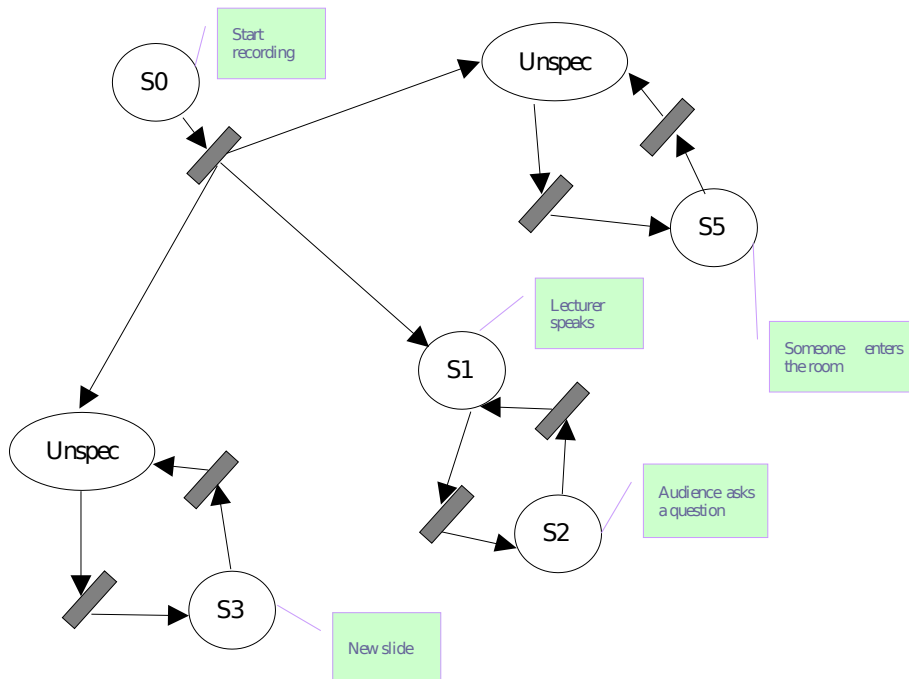 Start
recording
S0
Unspec
S5
Lecturer
speaks
Someone enters
the room
S1
Unspec
Audience asks
a question
S2
S3
New slide